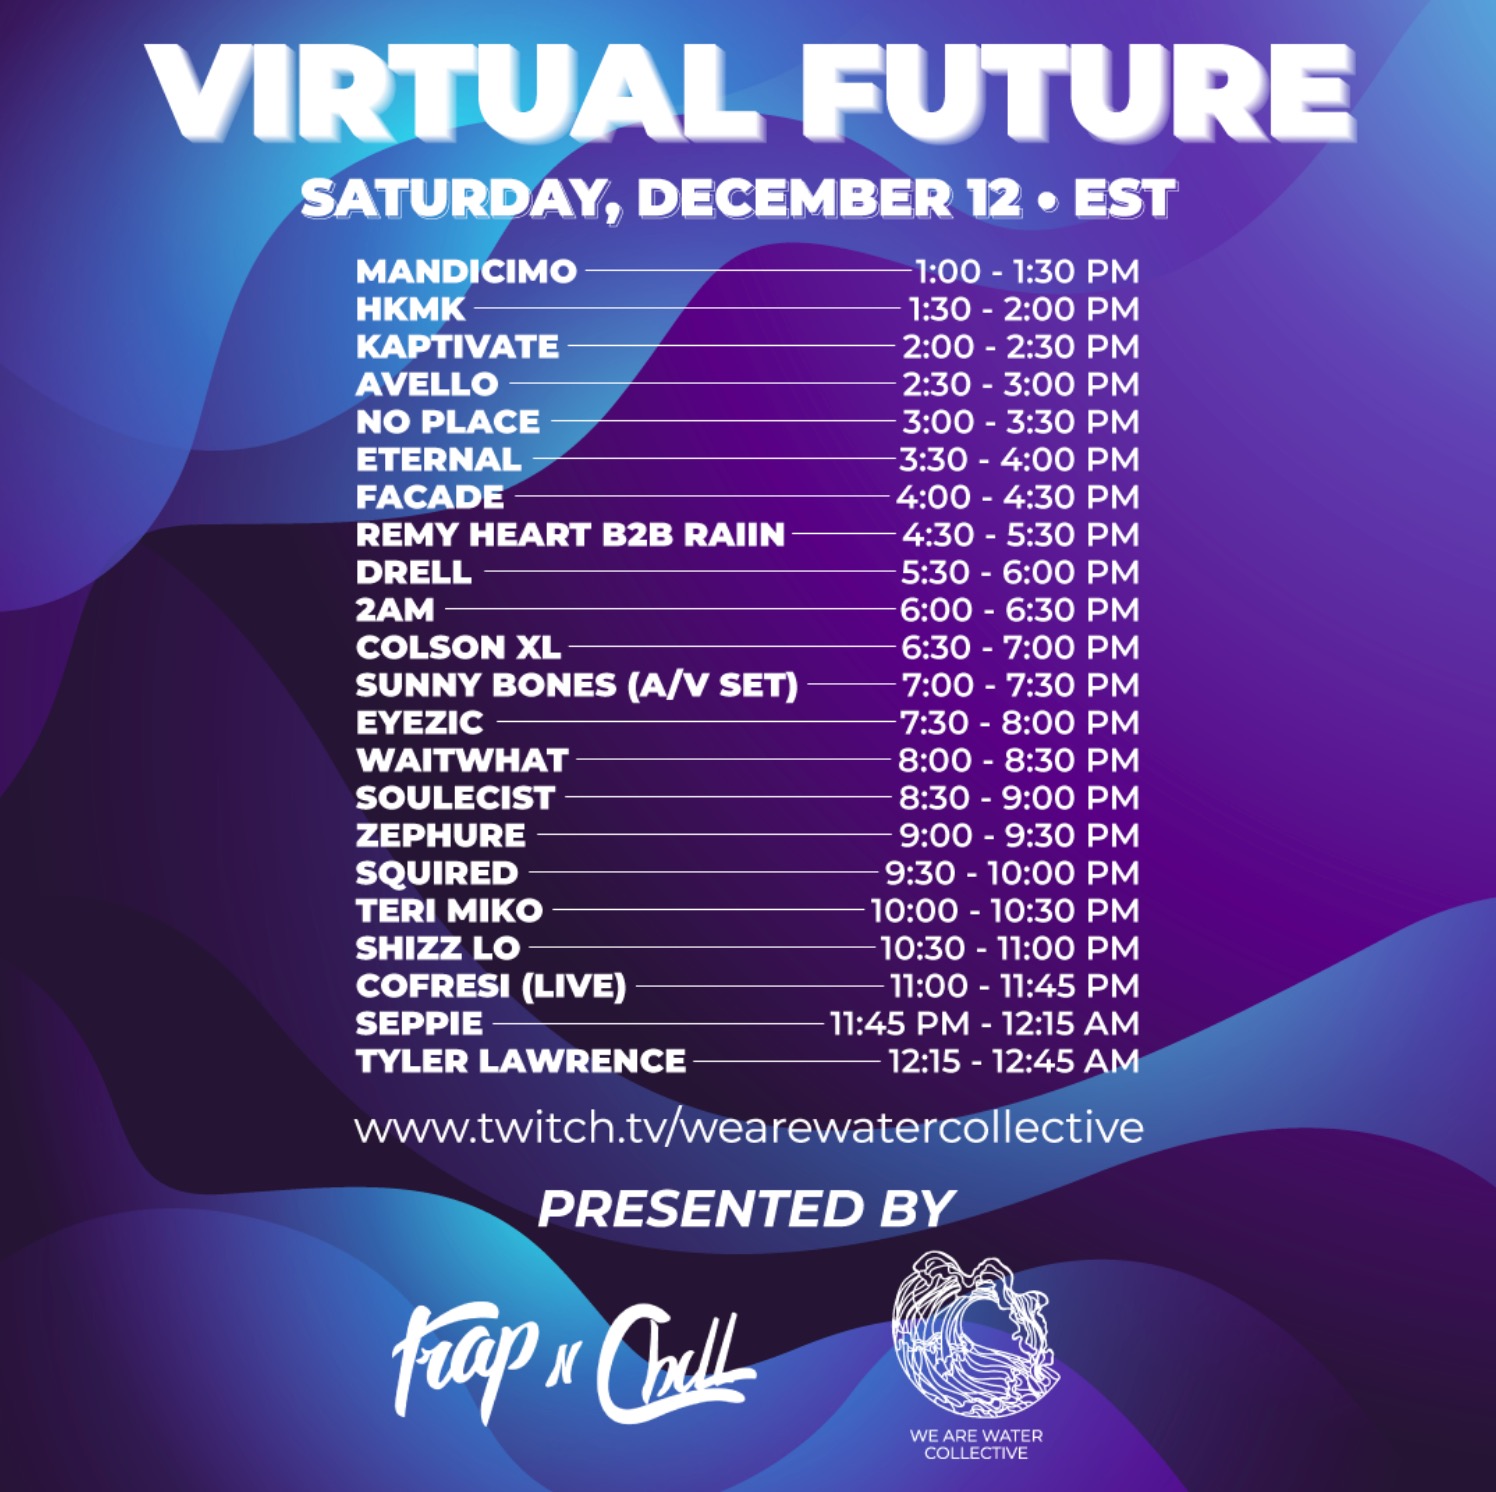 VIRTUAL FUTURE
SATURDAY, DECEMBER 12 • EST
MANDICIMO 1:00 - 1:30 PM
HKMK 1:30 - 2:00 PM
KAPTIVATE 2:00 - 2:30 PM
AVELLO 2:30 - 3:00 PM
NO PLACE 3:00 - 3:30 PM
ETERNAL 3:30 - 4:00 PM
FACADE 4:00 - 4:30 PM
REMY HEART B2B RAIIN 4:30 - 5:30 PM
DRELL 5:30 - 6:00 PM
2AM 6:00 - 6:30 PM
COLSON XL 6:30 - 7:00 PM
SUNNY BONES (A/V SET) 7:00 - 7:30 PM
EYEZIC 7:30 - 8:00 PM
WAITWHAT 8:00 - 8:30 PM
SOULECIST 8:30 - 9:00 PM
ZEPHURE 9:00 - 9:30 PM
SQUIRED 9:30 - 10:00 PM
TERI MIKO 10:00 - 10:30 PM
SHIZZ LO 10:30 - 11:00 PM
COFRESI (LIVE) 11:00 - 11:45 PM
SEPPIE 11:45 PM - 12:15 AM
TYLER LAWRENCE 12:15 - 12:45 AM
www.twitch.tv/wearewatercollective
PRESENTED BY
Trap N Chill
WE ARE WATER
COLLECTIVE